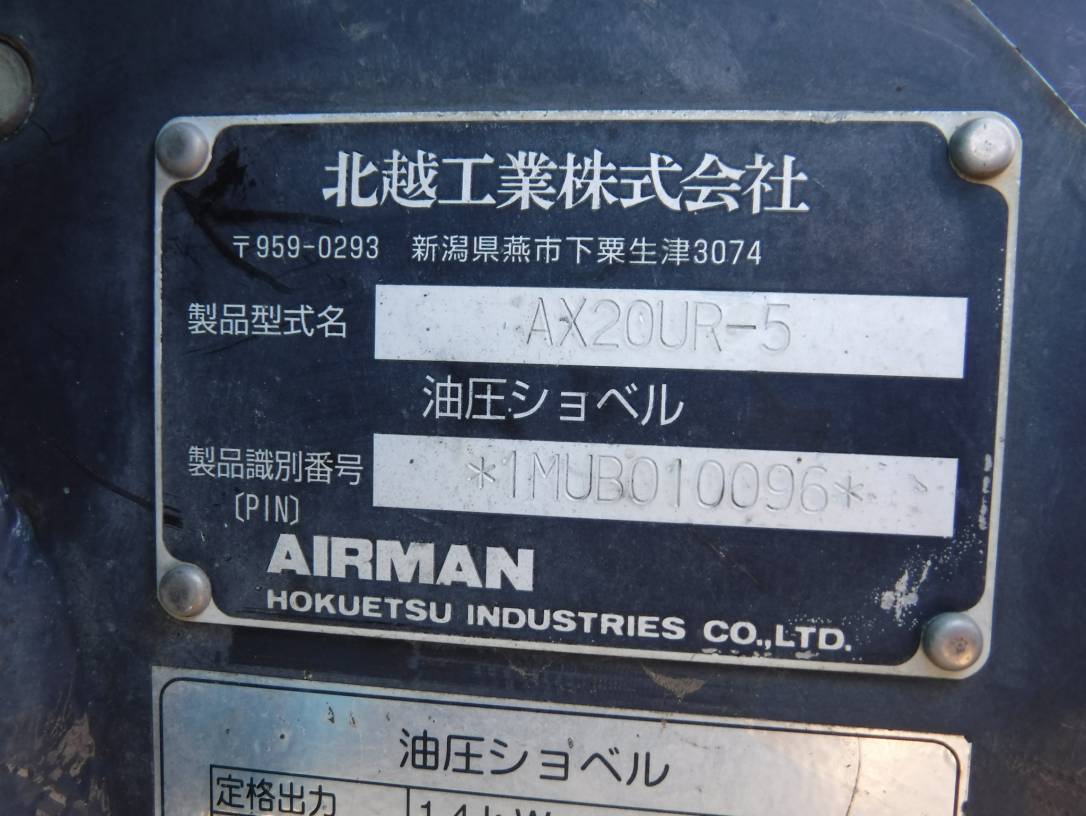 北越工業株式会社
〒959-0293 新潟県燕市下粟生津3074
製品型式名 AX20UR-5
油圧ショベル
製品識別番号 *1MUB010096*
〔PIN〕
AIRMAN
HOKUETSU INDUSTRIES CO.,LTD.
油圧ショベル
定格出力 14kW